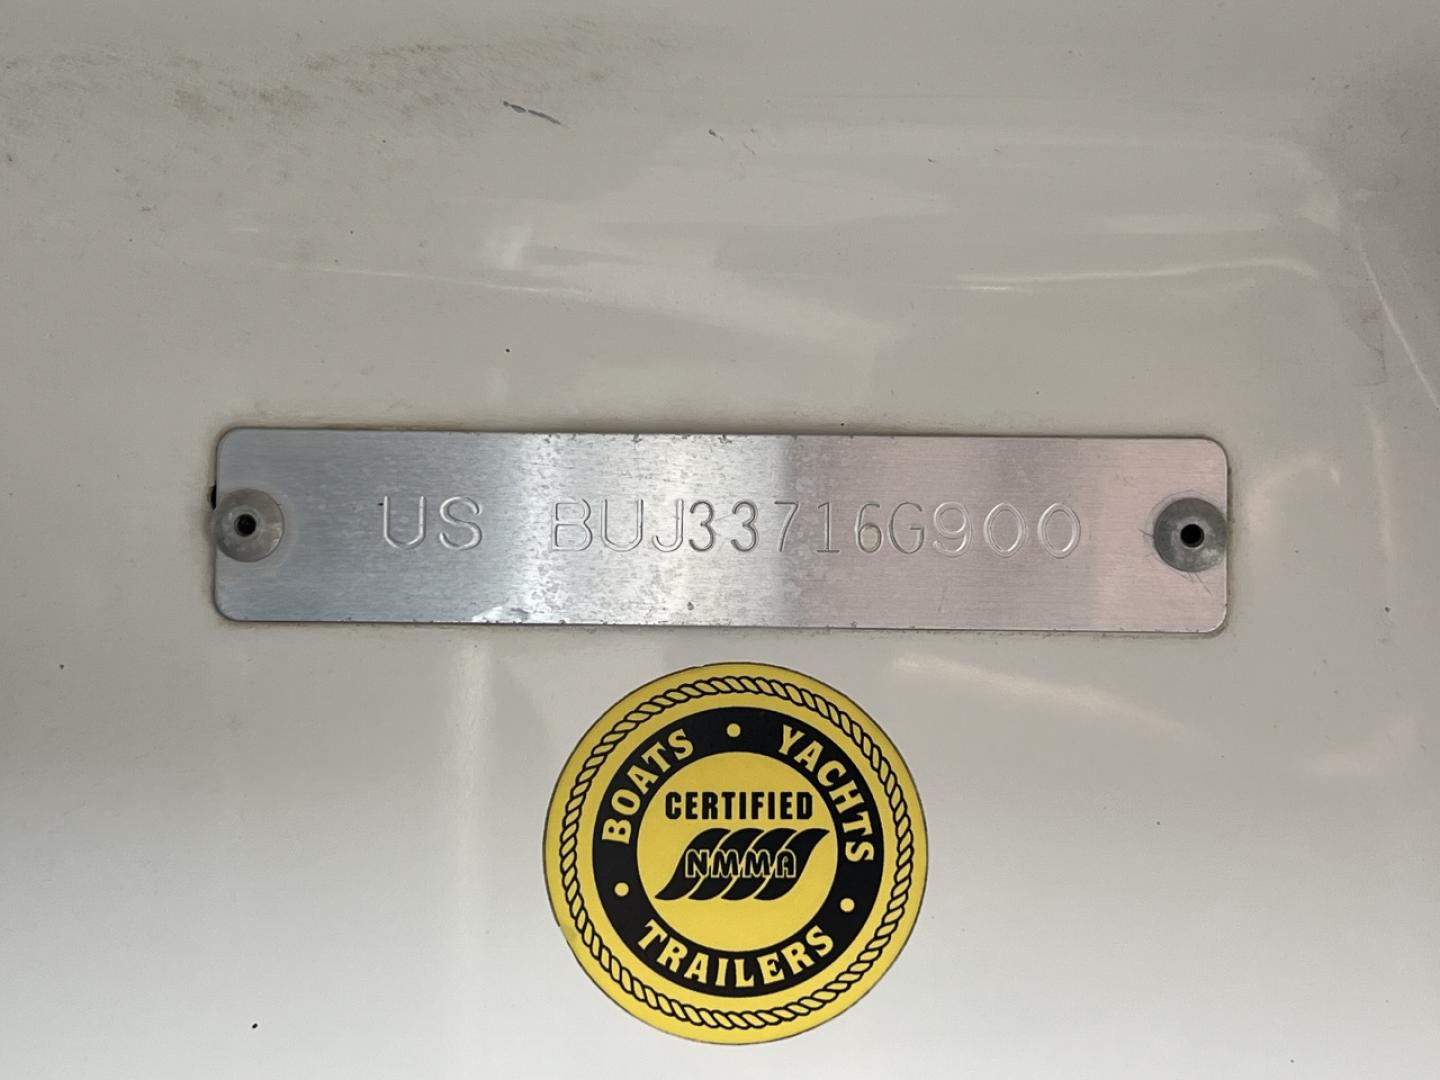 US BUJ33716G900
BOATS • YACHTS • TRAILERS •
CERTIFIED
NMMA